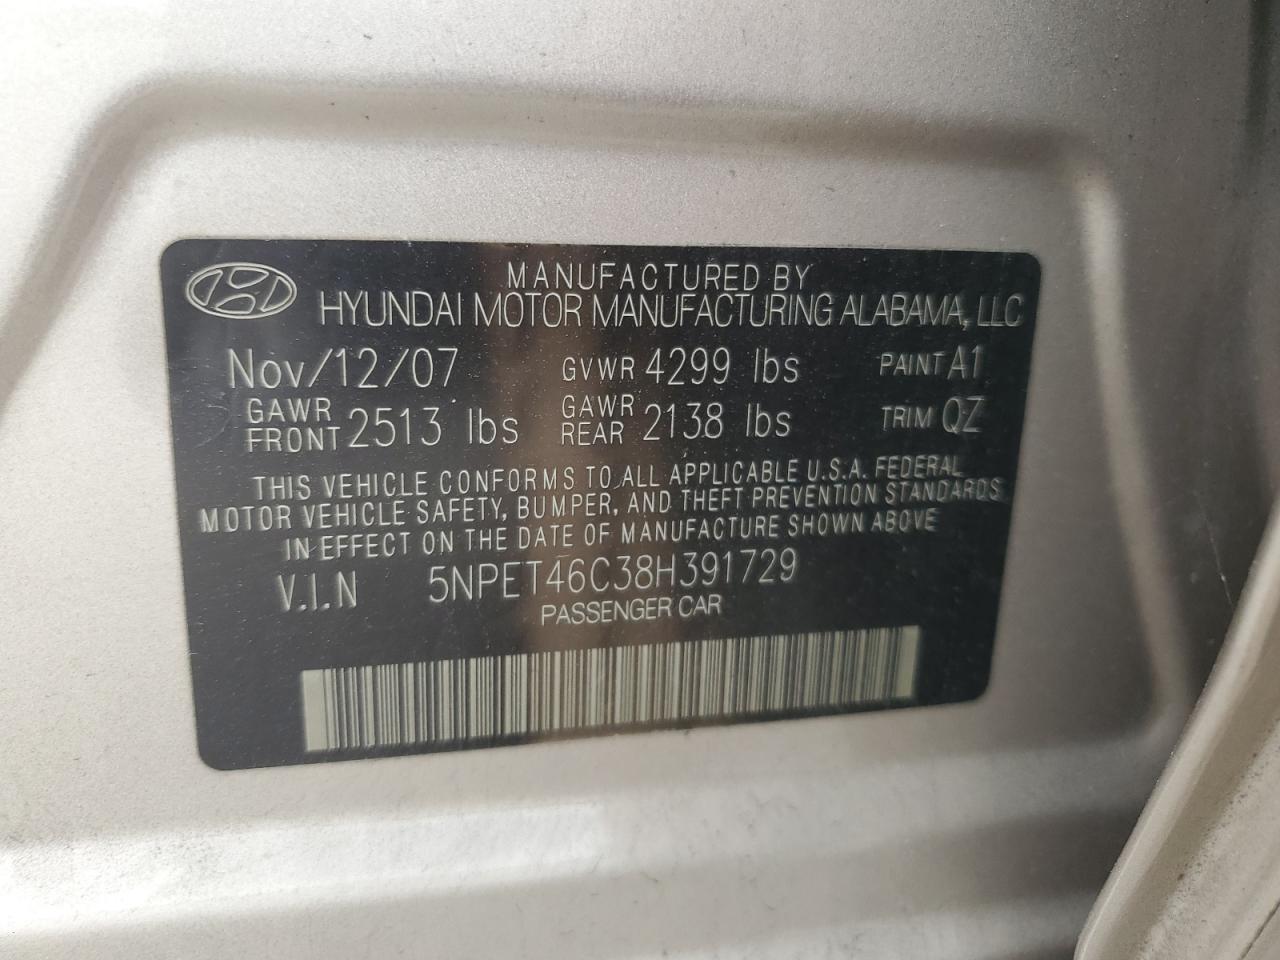 MANUFACTURED BY
HYUNDAI MOTOR MANUFACTURING ALABAMA, LLC
Nov/12/07 GVWR 4299 lbs PAINT A1
GAWR FRONT 2513 lbs GAWR REAR 2138 lbs TRIM QZ
THIS VEHICLE CONFORMS TO ALL APPLICABLE U.S.A. FEDERAL
MOTOR VEHICLE SAFETY, BUMPER, AND THEFT PREVENTION STANDARDS
IN EFFECT ON THE DATE OF MANUFACTURE SHOWN ABOVE
V.I.N 5NPET46C38H391729
PASSENGER CAR